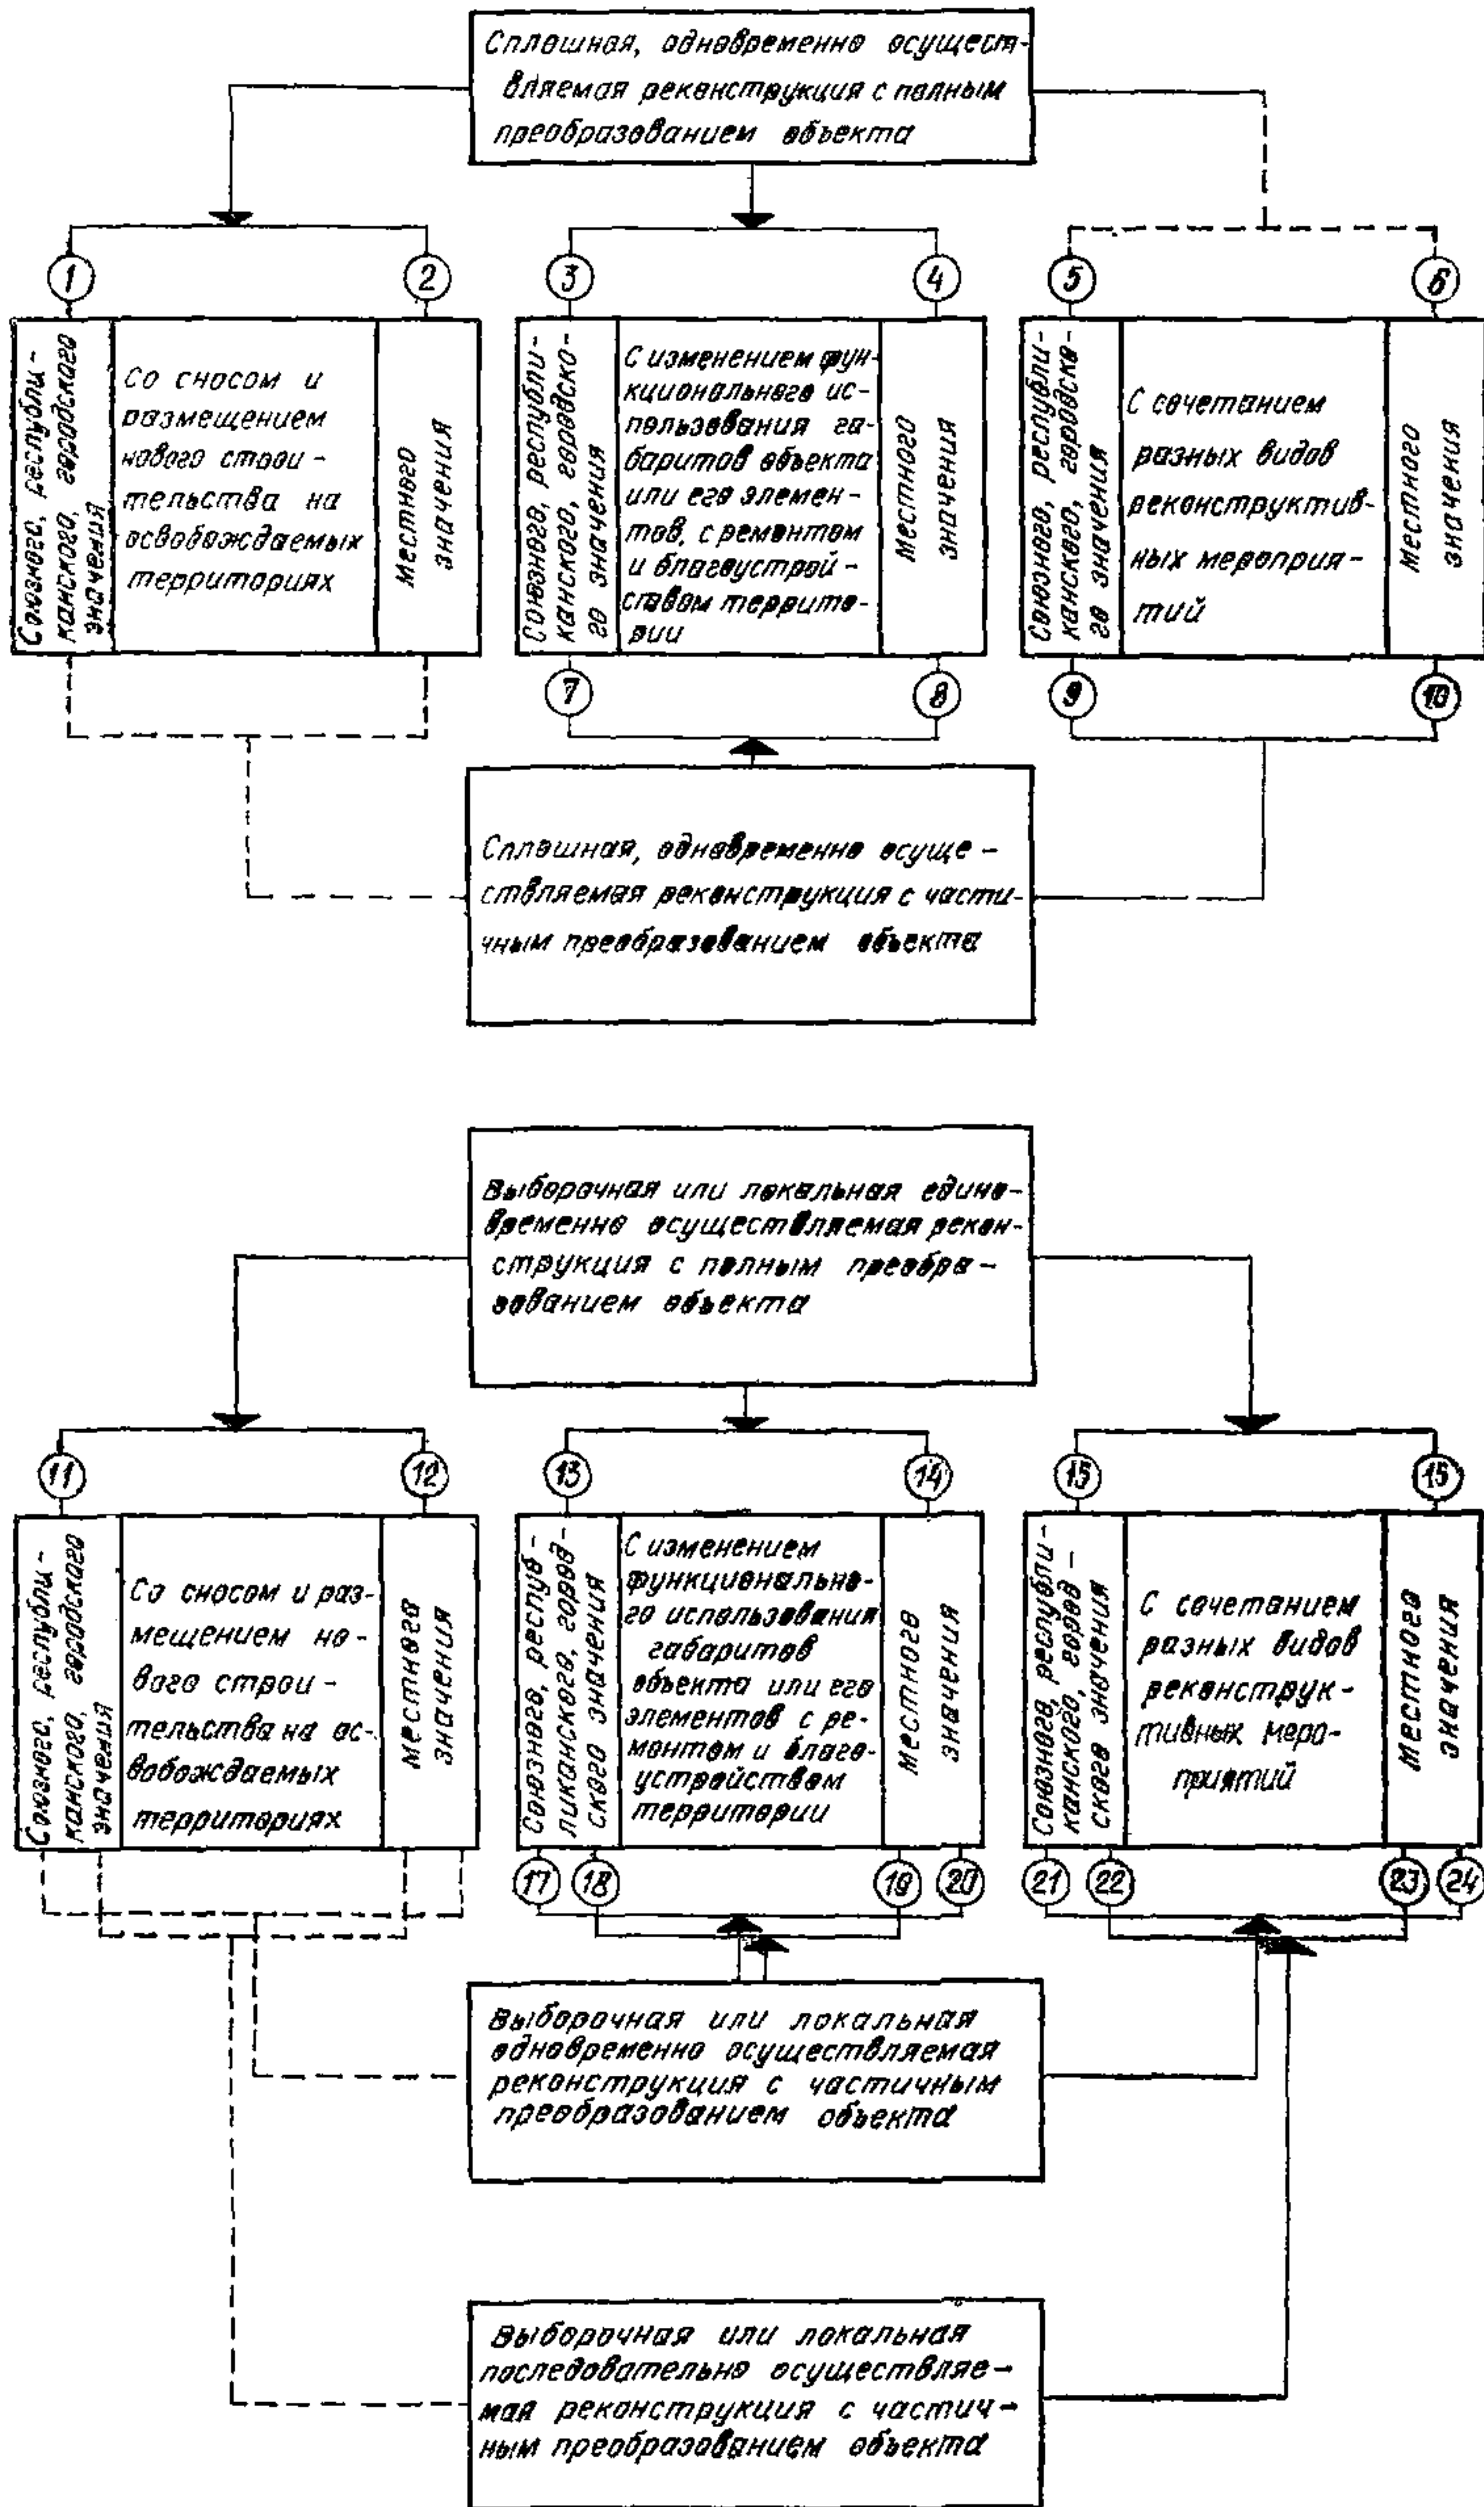 Сплошная, одновременно осущест-
вляемая реконструкция с полным
преобразованием объекта
1
2
3
4
5
6
Союзного, республи-
канского, городского
значения
Со сносом и
размещением
нового строи-
тельства на
освобождаемых
территориях
Местного
значения
Союзного, республи-
канского, городско-
го значения
С изменением фун-
кционального ис-
пользования га-
баритов объекта
или его элемен-
тов, с ремонтом
и благоустрой-
ством террито-
рии
Местного
значения
Союзного, республи-
канского, городско-
го значения
С сочетанием
разных видов
реконструктив-
ных мероприя-
тий
Местного
значения
7
8
9
10
Сплошная, одновременно осуще-
ствляемая реконструкция с части-
чным преобразованием объекта
Выборочная или локальная едино-
временно осуществляемая рекон-
струкция с полным преобра-
зованием объекта
11
12
13
14
15
15
Союзного, республи-
канского, городского
значения
Со сносом и раз-
мещением но-
вого строи-
тельства на ос-
вобождаемых
территориях
Местного
значения
Союзного, респуб-
ликанского, город-
ского значения
С изменением
функционально-
го использования
габаритов
объекта или его
элементов с ре-
монтом и благо-
устройством
территории
Местного
значения
Союзного, республи-
канского, город-
ского значения
С сочетанием
разных видов
реконструк-
тивных меро-
приятий
Местного
значения
17
18
19
20
21
22
23
24
Выборочная или локальная
одновременно осуществляемая
реконструкция с частичным
преобразованием объекта
Выборочная или локальная
последовательно осуществляе-
мая реконструкция с частич-
ным преобразованием объекта